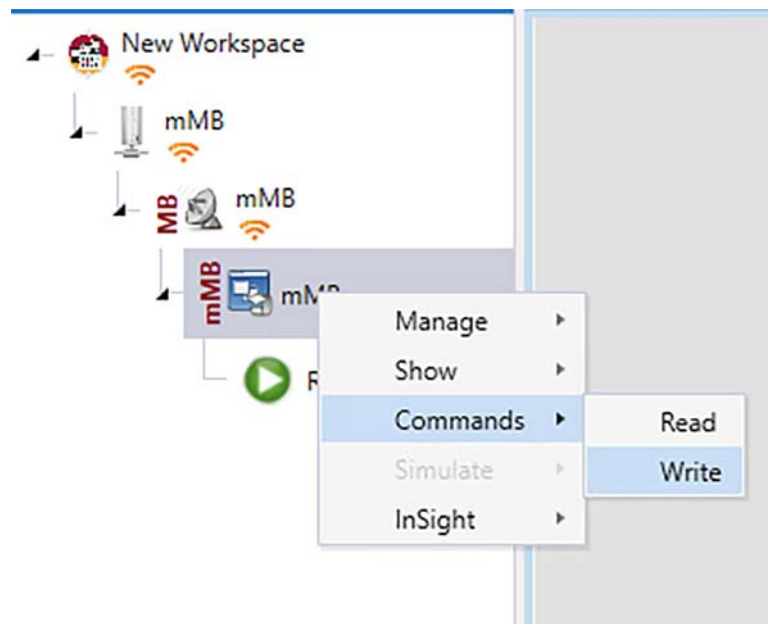 New Workspace
mMB
MB mMB
mMB
Manage
Show
Commands
Read
Simulate
Write
InSight